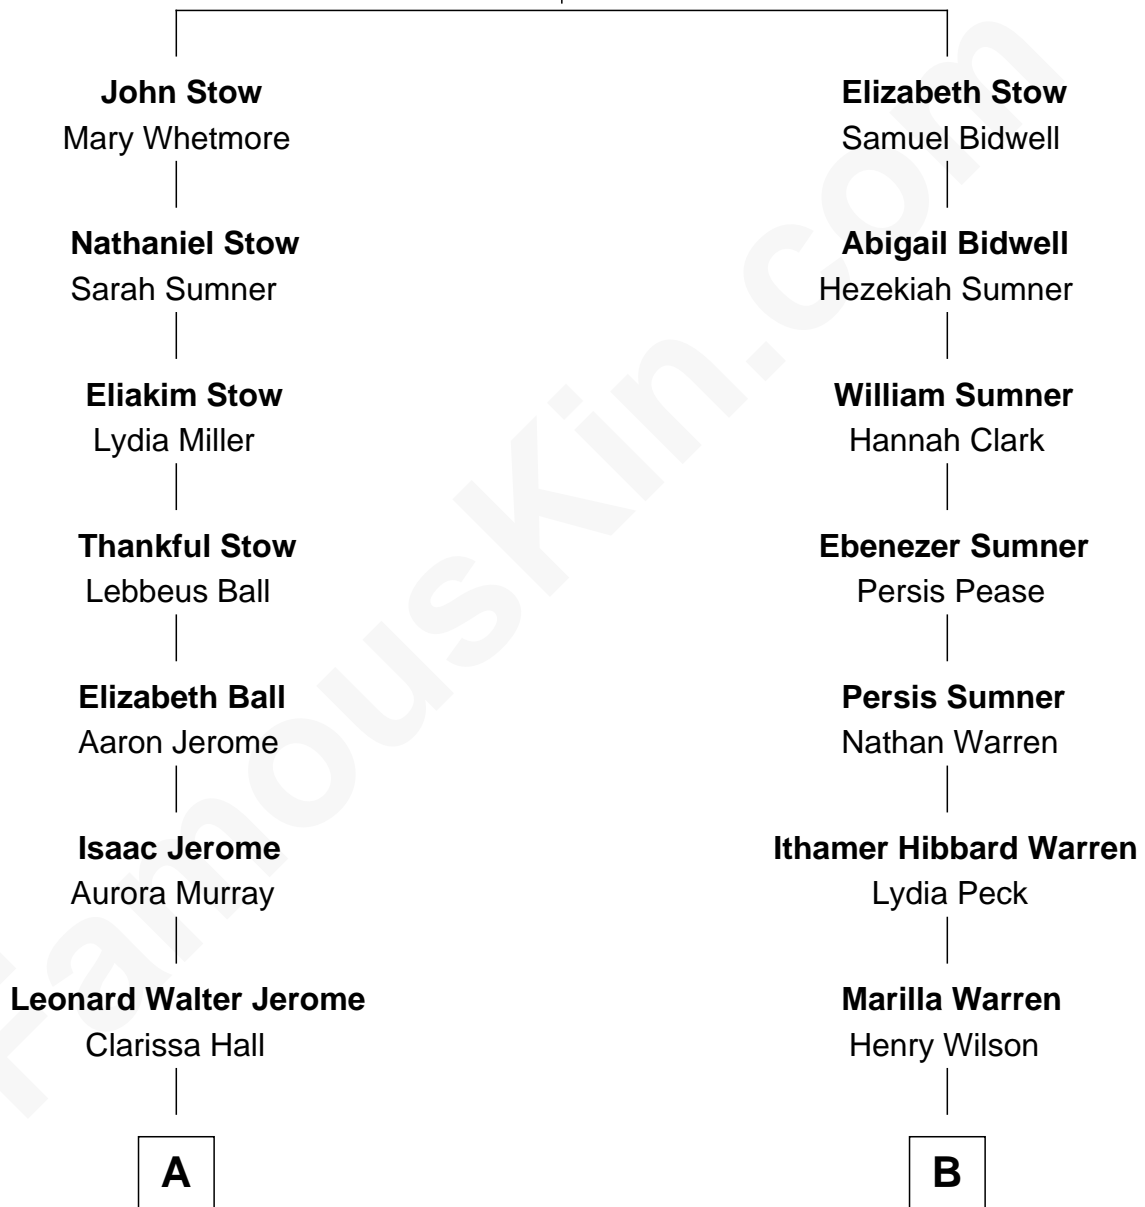 John Stow
Mary Whetmore
Nathaniel Stow
Sarah Sumner
Eliakim Stow
Lydia Miller
Thankful Stow
Lebbeus Ball
Elizabeth Ball
Aaron Jerome
Isaac Jerome
Aurora Murray
Leonard Walter Jerome
Clarissa Hall
A
Elizabeth Stow
Samuel Bidwell
Abigail Bidwell
Hezekiah Sumner
William Sumner
Hannah Clark
Ebenezer Sumner
Persis Pease
Persis Sumner
Nathan Warren
Ithamer Hibbard Warren
Lydia Peck
Marilla Warren
Henry Wilson
B
FamousKin.com